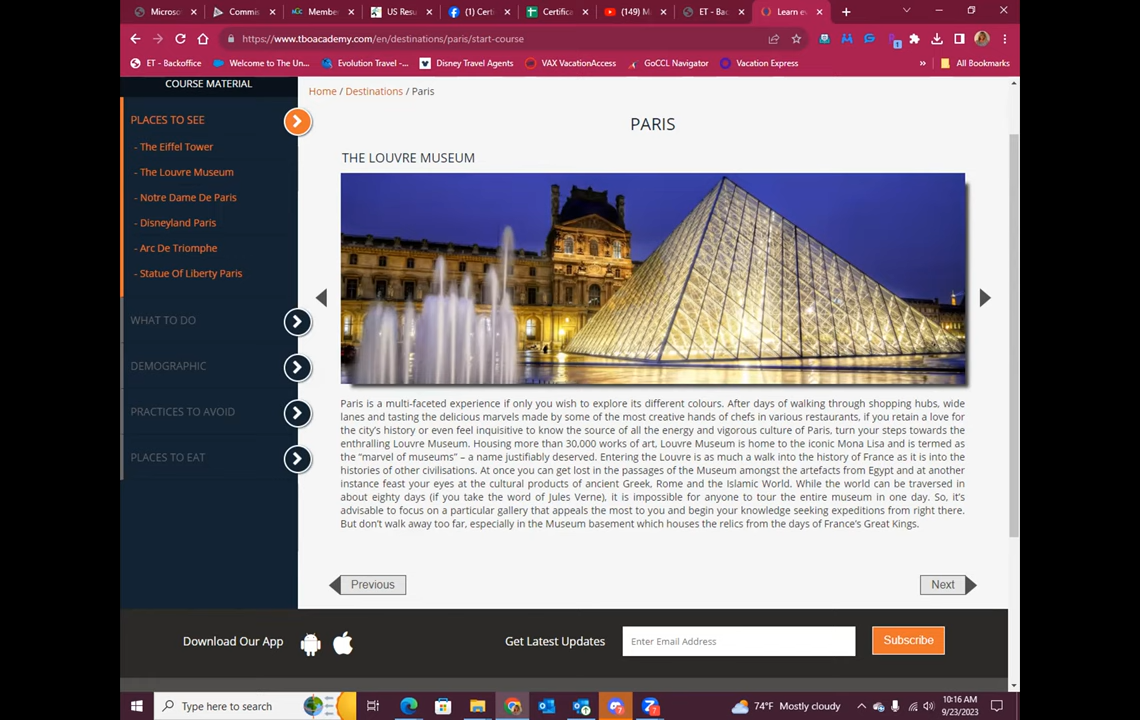 Microso
Commis
Member
US Resu
(1) Cert
Certifica
(149) M
ET - Bac
Learn ev
https://www.tboacademy.com/en/destinations/paris/start-course
ET - Backoffice
Welcome to The Un...
Evolution Travel -...
Disney Travel Agents
VAX VacationAccess
GoCCL Navigator
Vacation Express
»
All Bookmarks
COURSE MATERIAL
PLACES TO SEE
- The Eiffel Tower
- The Louvre Museum
- Notre Dame De Paris
- Disneyland Paris
- Arc De Triomphe
- Statue Of Liberty Paris
WHAT TO DO
DEMOGRAPHIC
PRACTICES TO AVOID
PLACES TO EAT
Home / Destinations / Paris
PARIS
THE LOUVRE MUSEUM
Paris is a multi-faceted experience if only you wish to explore its different colours. After days of walking through shopping hubs, wide
lanes and tasting the delicious marvels made by some of the most creative hands of chefs in various restaurants, if you retain a love for
the city's history or even feel inquisitive to know the source of all the energy and vigorous culture of Paris, turn your steps towards the
enthralling Louvre Museum. Housing more than 30,000 works of art, Louvre Museum is home to the iconic Mona Lisa and is termed as
the "marvel of museums" – a name justifiably deserved. Entering the Louvre is as much a walk into the history of France as it is into the
histories of other civilisations. At once you can get lost in the passages of the Museum amongst the artefacts from Egypt and at another
instance feast your eyes at the cultural products of ancient Greek, Rome and the Islamic World. While the world can be traversed in
about eighty days (if you take the word of Jules Verne), it is impossible for anyone to tour the entire museum in one day. So, it's
advisable to focus on a particular gallery that appeals the most to you and begin your knowledge seeking expeditions from right there.
But don't walk away too far, especially in the Museum basement which houses the relics from the days of France's Great Kings.
Previous
Next
Download Our App
Get Latest Updates
Enter Email Address
Subscribe
Type here to search
74°F Mostly cloudy
10:16 AM
9/23/2023